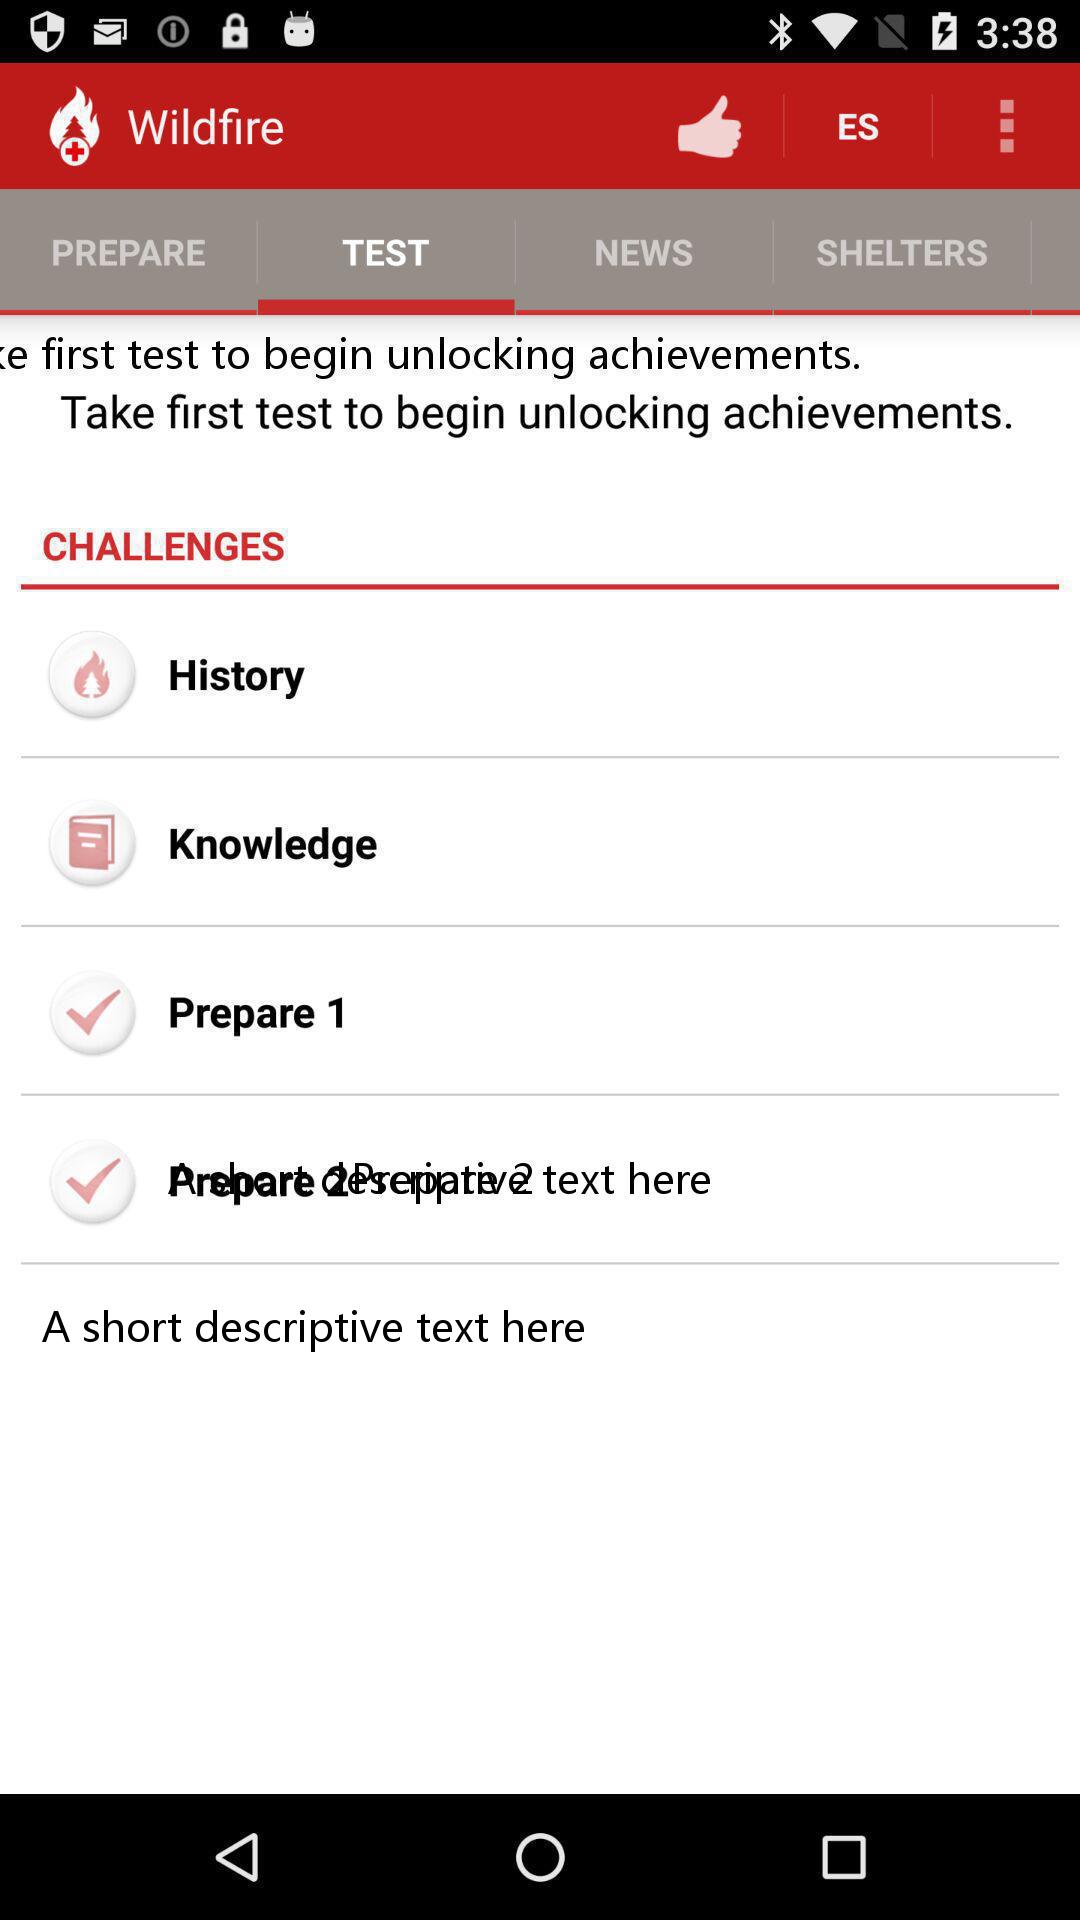 3:38
Wildfire
ES
PREPARE
TEST
NEWS
SHELTERS
ke first test to begin unlocking achievements.
Take first test to begin unlocking achievements.
CHALLENGES
History
Knowledge
Prepare 1
Prepare 2
A short descriptive text here
Prepare 2
A short descriptive text here